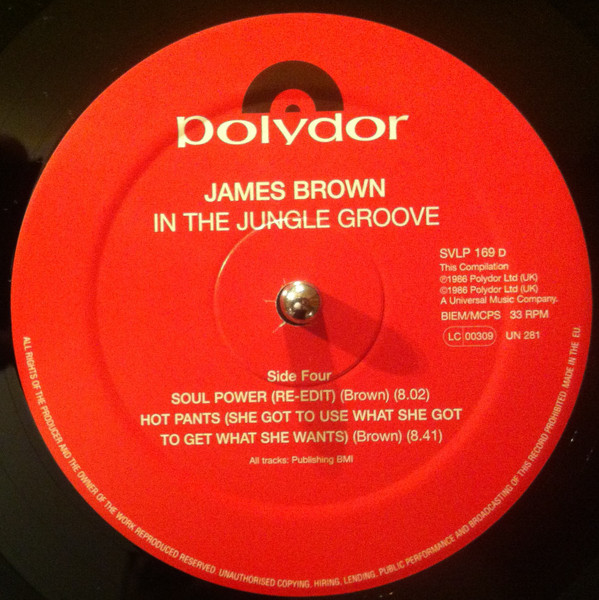 polydor
JAMES BROWN
IN THE JUNGLE GROOVE
SVLP 169 D
This Compilation
℗1986 Polydor Ltd (UK)
©1986 Polydor Ltd (UK)
A Universal Music Company.
BIEM/MCPS 33 RPM
LC 00309 UN 281
Side Four
SOUL POWER (RE-EDIT) (Brown) (8.02)
HOT PANTS (SHE GOT TO USE WHAT SHE GOT
TO GET WHAT SHE WANTS) (Brown) (8.41)
All tracks: Publishing BMI
ALL RIGHTS OF THE PRODUCER AND THE OWNER OF THE WORK REPRODUCED RESERVED. UNAUTHORISED COPYING, HIRING, LENDING, PUBLIC PERFORMANCE AND BROADCASTING OF THIS RECORD PROHIBITED. MADE IN THE EU.